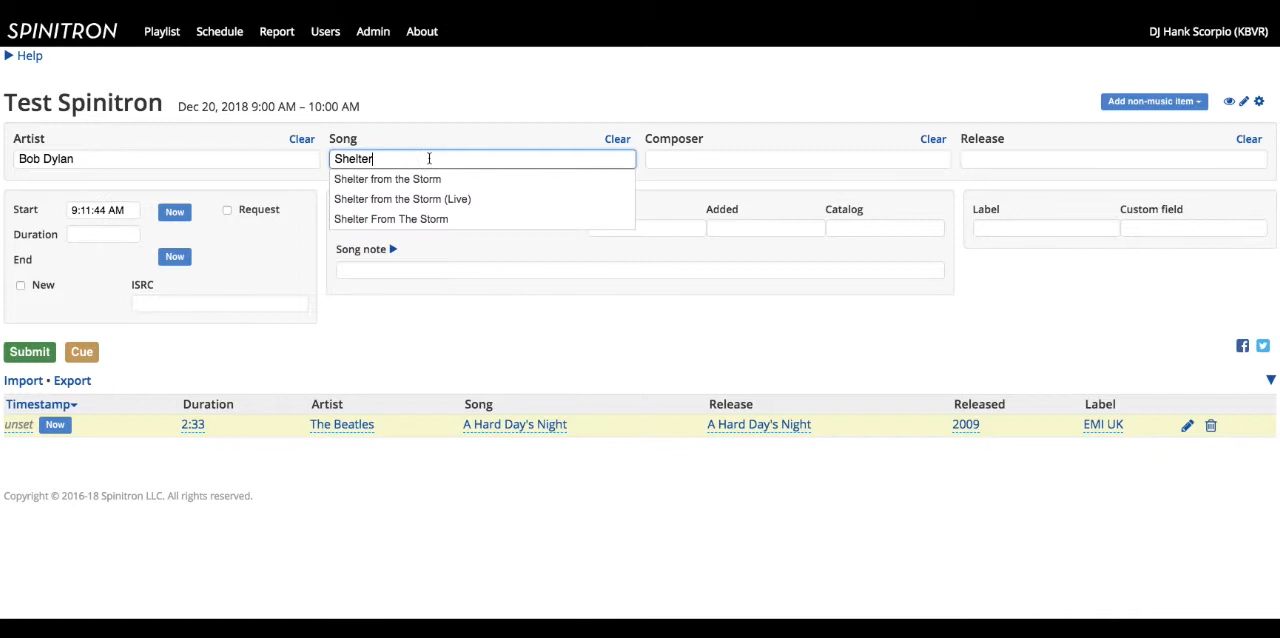 SPINITRON Playlist Schedule Report Users Admin About DJ Hank Scorpio (KBVR)
▶ Help
Test Spinitron Dec 20, 2018 9:00 AM – 10:00 AM Add non-music item
Artist Clear Song Clear Composer Clear Release Clear
Bob Dylan Shelter
Shelter from the Storm
Shelter from the Storm (Live)
Shelter From The Storm
Start 9:11:44 AM Now Request Added Catalog Label Custom field
Duration
End Now
Song note ▶
New ISRC
Submit Cue
Import • Export
Timestamp Duration Artist Song Release Released Label
unset Now 2:33 The Beatles A Hard Day's Night A Hard Day's Night 2009 EMI UK
Copyright © 2016-18 Spinitron LLC. All rights reserved.